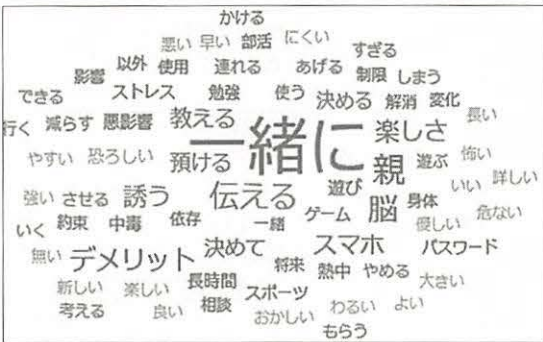 かける
悪い 早い 部活 にくい
すぎる
影響 以外 使用 連れる あげる 制限 しまう
できる ストレス 勉強 使う 決める 解消 変化
行く 減らす 悪影響 教える 一緒に 楽しさ 長い
やすい 恐ろしい 預ける 親 遊ぶ 怖い
強い させる 誘う 伝える 遊び 脳 身体 いい 詳しい
いく 約束 中毒 依存 一緒 ゲーム 優しい 危ない
無い デメリット 決めて スマホ パスワード
将来 熱中 やめる 大きい
新しい 楽しい 長時間 スポーツ
考える 良い 相談 おかしい わるい よい
もらう